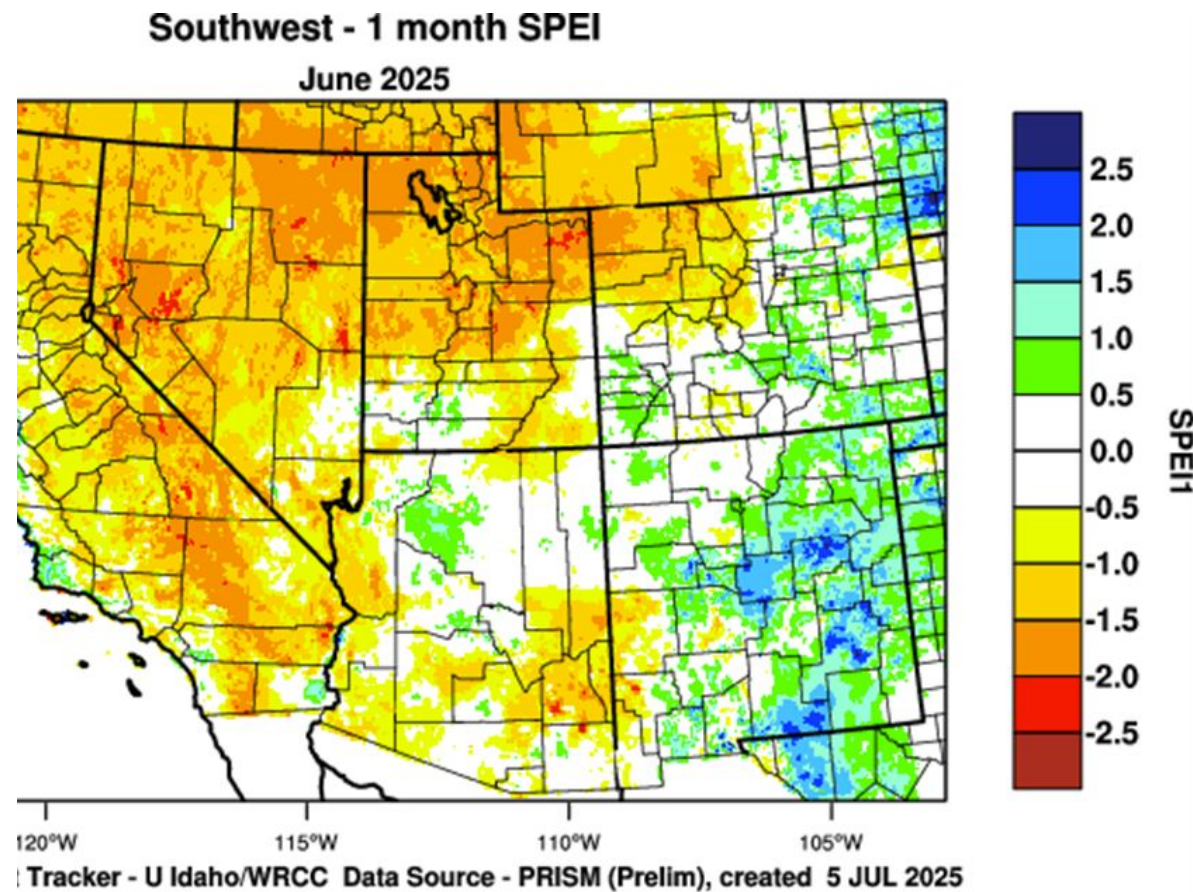 Southwest - 1 month SPEI
June 2025
2.5
2.0
1.5
1.0
0.5
0.0
-0.5
-1.0
-1.5
-2.0
-2.5
SPEI1
120°W 115°W 110°W 105°W
Tracker - U Idaho/WRCC Data Source - PRISM (Prelim), created 5 JUL 2025